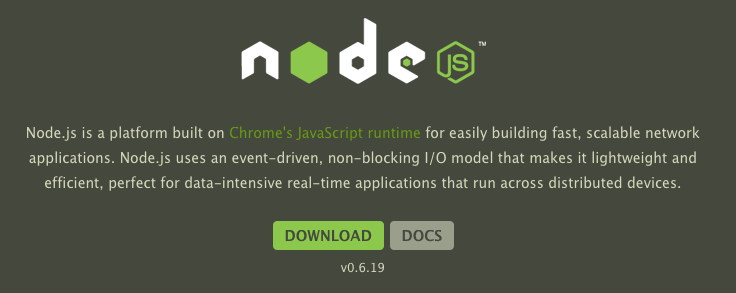 node JS ™
Node.js is a platform built on Chrome's JavaScript runtime for easily building fast, scalable network
applications. Node.js uses an event-driven, non-blocking I/O model that makes it lightweight and
efficient, perfect for data-intensive real-time applications that run across distributed devices.
DOWNLOAD DOCS
v0.6.19